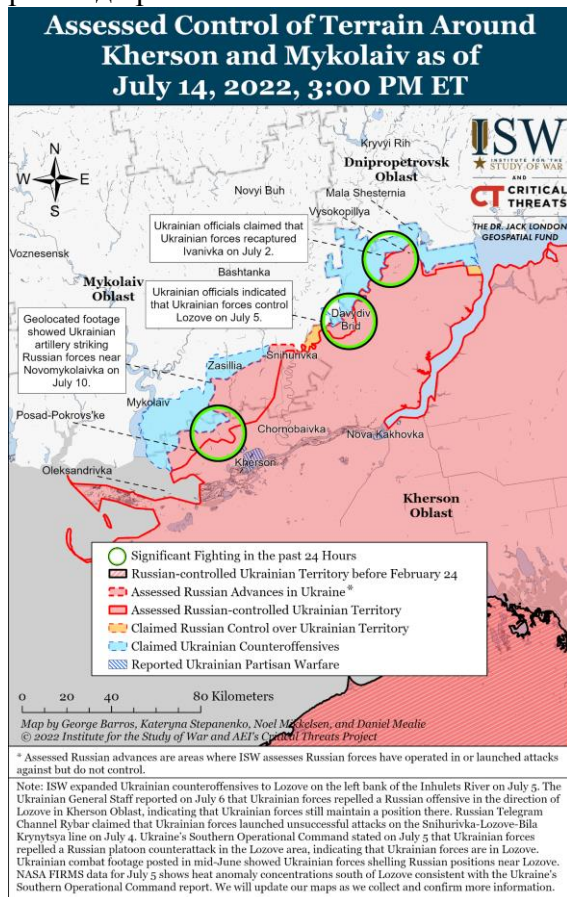 Assessed Control of Terrain Around
Kherson and Mykolaiv as of
July 14, 2022, 3:00 PM ET
N
W E
S
ISW
INSTITUTE FOR THE
STUDY OF WAR
AND
CT CRITICAL
THREATS
THE DR. JACK LONDON
GEOSPATIAL FUND
Kryvyi Rih
Dnipropetrovsk
Oblast
Mala Shesternia
Novyi Buh
Vysokopillya
Ukrainian officials claimed that
Ukrainian forces recaptured
Ivanivka on July 2.
Voznesensk
Bashtanka
Mykolaiv
Oblast
Ukrainian officials indicated
that Ukrainian forces control
Lozove on July 5.
Davydiv
Brid
Geolocated footage
showed Ukrainian
artillery striking
Russian forces near
Novomykolaivka on
July 10.
Snihurivka
Zasillia
Mykolaiv
Posad-Pokrovs'ke
Chornobaivka
Nova Kakhovka
Oleksandrivka
Kherson
Kherson
Oblast
Significant Fighting in the past 24 Hours
Russian-controlled Ukrainian Territory before February 24
Assessed Russian Advances in Ukraine*
Assessed Russian-controlled Ukrainian Territory
Claimed Russian Control over Ukrainian Territory
Claimed Ukrainian Counteroffensives
Reported Ukrainian Partisan Warfare
0 20 40 80 Kilometers
Map by George Barros, Kateryna Stepanenko, Noel Mikkelsen, and Daniel Mealie
© 2022 Institute for the Study of War and AEI's Critical Threats Project
* Assessed Russian advances are areas where ISW assesses Russian forces have operated in or launched attacks
against but do not control.
Note: ISW expanded Ukrainian counteroffensives to Lozove on the left bank of the Inhulets River on July 5. The
Ukrainian General Staff reported on July 6 that Ukrainian forces repelled a Russian offensive in the direction of
Lozove in Kherson Oblast, indicating that Ukrainian forces still maintain a position there. Russian Telegram
Channel Rybar claimed that Ukrainian forces launched unsuccessful attacks on the Snihurivka-Lozove-Bila
Krynytsya line on July 4. Ukraine's Southern Operational Command stated on July 5 that Ukrainian forces
repelled a Russian platoon counterattack in the Lozove area, indicating that Ukrainian forces are in Lozove.
Ukrainian combat footage posted in mid-June showed Ukrainian forces shelling Russian positions near Lozove.
NASA FIRMS data for July 5 shows heat anomaly concentrations south of Lozove consistent with the Ukraine's
Southern Operational Command report. We will update our maps as we collect and confirm more information.